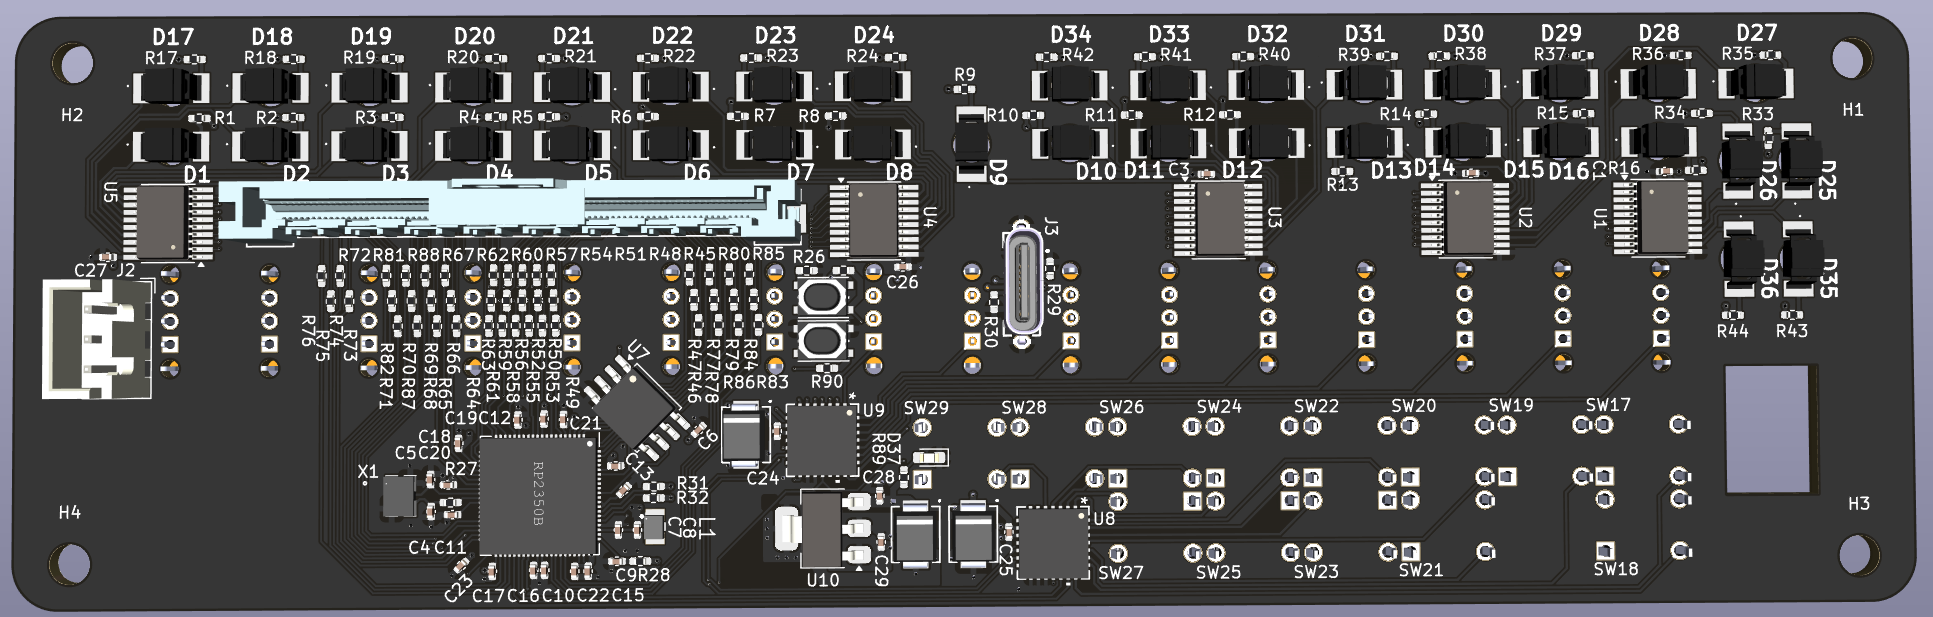 D17 D18 D19 D20 D21 D22 D23 D24 D34 D33 D32 D31 D30 D29 D28 D27
R17 R18 R19 R20 R21 R22 R23 R24 R42 R41 R40 R39 R38 R37 R36 R35
R9
H2 R1 R2 R3 R4 R5 R6 R7 R8 R10 R11 R12 R14 R15 R34 R33 H1
D1 D2 D3 D4 D5 D6 D7 D8 D9 D10 D11 C3 D12 D13 D14 D15 D16 C1 R16 D26 D25
R13
U5 U4 J3 U3 U2 U1
C27 J2 R72 R81 R88 R67 R62 R60 R57 R54 R51 R48 R45 R80 R85 R26 C26 R29 D36 D35
R76 R75 R74 R73 R30 R44 R43
R82 R71 R70 R87 R69 R68 R66 R64 R63 R61 R59 R58 R56 R55 R52 R53 R50 R49 U7 R47 R46 R77 R78 R79 R86 R84 R83 R90
C19 C12 C21 C6 U9 SW29 SW28 SW26 SW24 SW22 SW20 SW19 SW17
C18
C5 C20 R89 D37
X1 R27 C13 C24 C28
RP2350B
R31
R32
H4 C7 C8 L1 U8 H3
C4 C11 C29 C25
C23 C9 R28 U10 SW27 SW25 SW23 SW21 SW18
C17 C16 C10 C22 C15